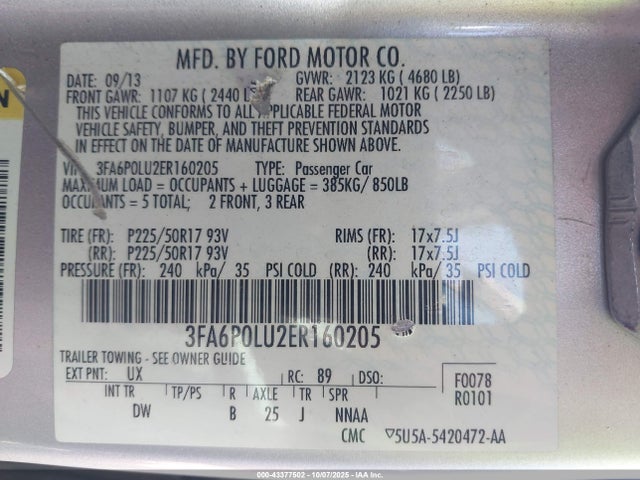 MFD. BY FORD MOTOR CO.
DATE: 09/13 GVWR: 2123 KG ( 4680 LB)
FRONT GAWR: 1107 KG ( 2440 L REAR GAWR: 1021 KG ( 2250 LB)
THIS VEHICLE CONFORMS TO ALL APPLICABLE FEDERAL MOTOR
VEHICLE SAFETY, BUMPER, AND THEFT PREVENTION STANDARDS
IN EFFECT ON THE DATE OF MANUFACTURE SHOWN ABOVE.
VIN: 3FA6P0LU2ER160205 TYPE: Passenger Car
MAXIMUM LOAD = OCCUPANTS + LUGGAGE = 385KG/ 850LB
OCCUPANTS = 5 TOTAL; 2 FRONT, 3 REAR
TIRE (FR): P225/50R17 93V RIMS (FR): 17x7.5J
(RR): P225/50R17 93V (RR): 17x7.5J
PRESSURE (FR): 240 kPa/ 35 PSI COLD (RR): 240 kPa/ 35 PSI COLD
3FA6P0LU2ER160205
TRAILER TOWING - SEE OWNER GUIDE
EXT PNT: UX RC: 89 DSO: F0078
INT TR TP/PS R AXLE TR SPR R0101
DW B 25 J NNAA
CMC ▽5U5A-5420472-AA
N
000-43377502 - 10/07/2025 - IAAI.com